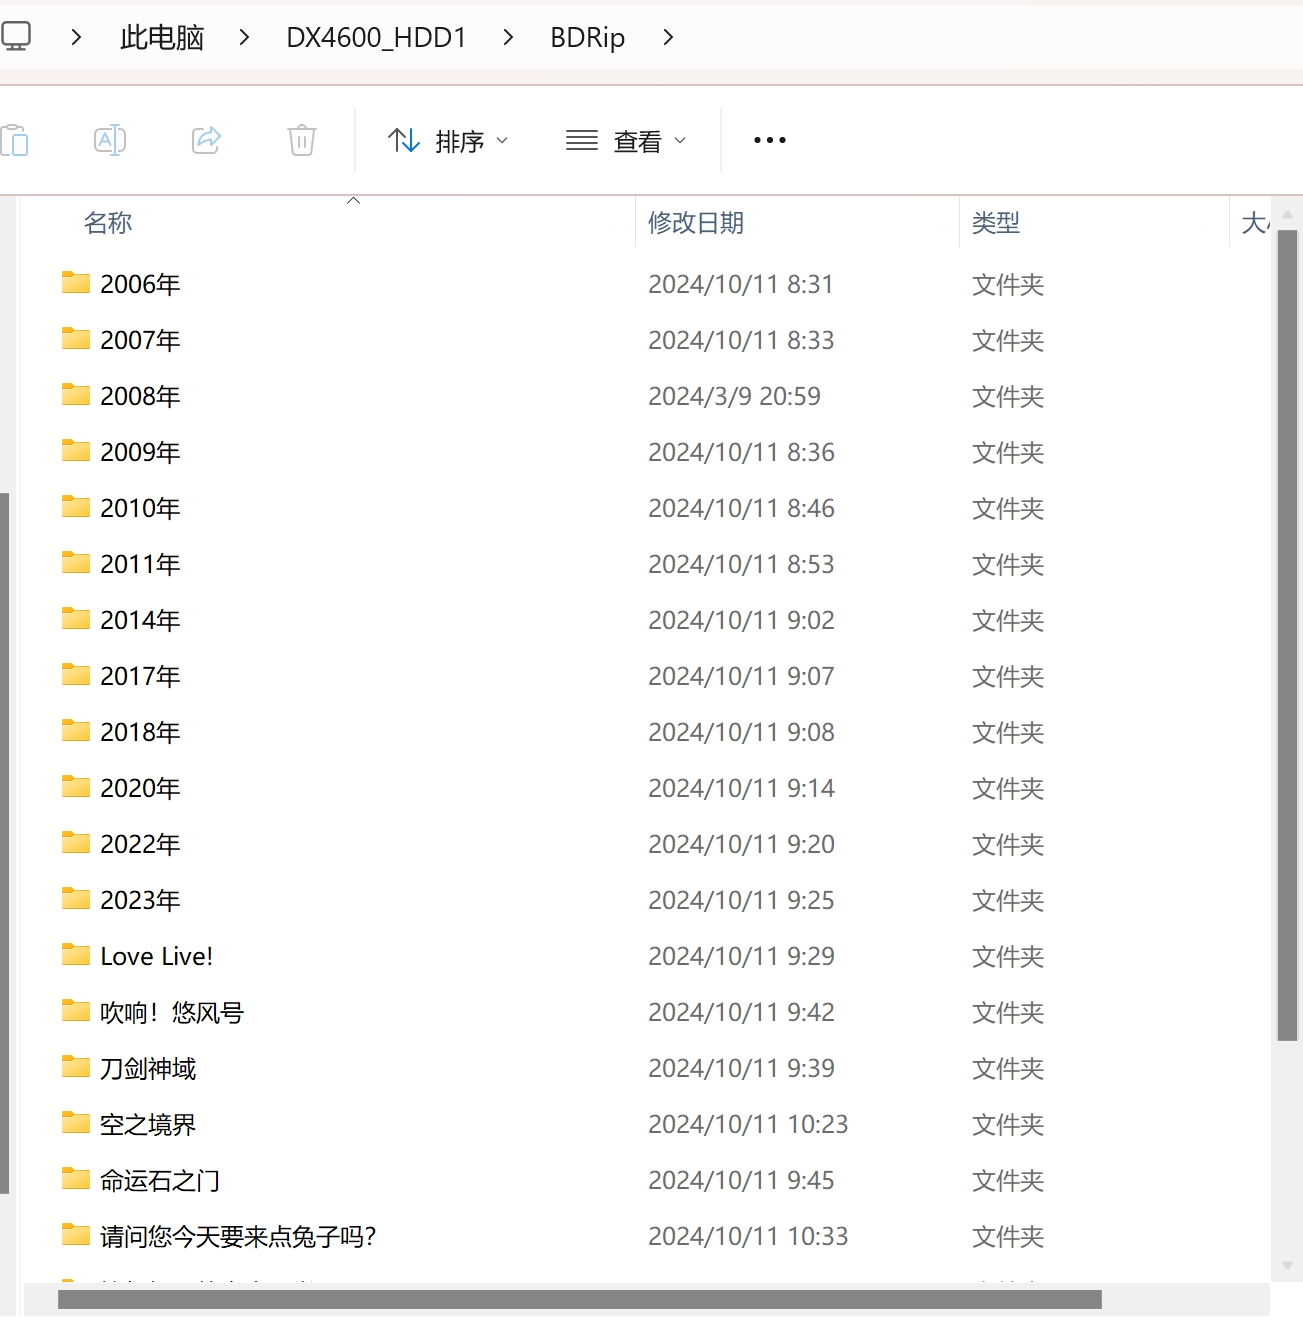 此电脑 > DX4600_HDD1 > BDRip >
排序 查看 •••
名称 修改日期 类型
2006年 2024/10/11 8:31 文件夹
2007年 2024/10/11 8:33 文件夹
2008年 2024/3/9 20:59 文件夹
2009年 2024/10/11 8:36 文件夹
2010年 2024/10/11 8:46 文件夹
2011年 2024/10/11 8:53 文件夹
2014年 2024/10/11 9:02 文件夹
2017年 2024/10/11 9:07 文件夹
2018年 2024/10/11 9:08 文件夹
2020年 2024/10/11 9:14 文件夹
2022年 2024/10/11 9:20 文件夹
2023年 2024/10/11 9:25 文件夹
Love Live! 2024/10/11 9:29 文件夹
吹响！悠风号 2024/10/11 9:42 文件夹
刀剑神域 2024/10/11 9:39 文件夹
空之境界 2024/10/11 10:23 文件夹
命运石之门 2024/10/11 9:45 文件夹
请问您今天要来点兔子吗? 2024/10/11 10:33 文件夹